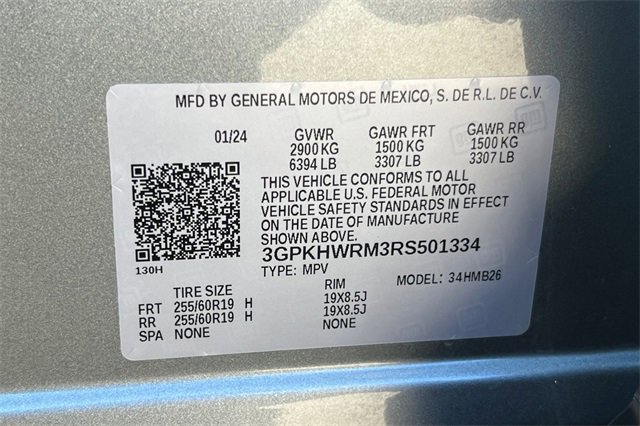 MFD BY GENERAL MOTORS DE MEXICO, S. DE R.L. DE C.V.
01/24 GVWR GAWR FRT GAWR RR
2900 KG 1500 KG 1500 KG
6394 LB 3307 LB 3307 LB
THIS VEHICLE CONFORMS TO ALL
APPLICABLE U.S. FEDERAL MOTOR
VEHICLE SAFETY STANDARDS IN EFFECT
ON THE DATE OF MANUFACTURE
SHOWN ABOVE.
3GPKHWRM3RS501334
130H
TYPE: MPV MODEL: 34HMB26
TIRE SIZE RIM
FRT 255/60R19 H 19X8.5J
RR 255/60R19 H 19X8.5J
SPA NONE NONE